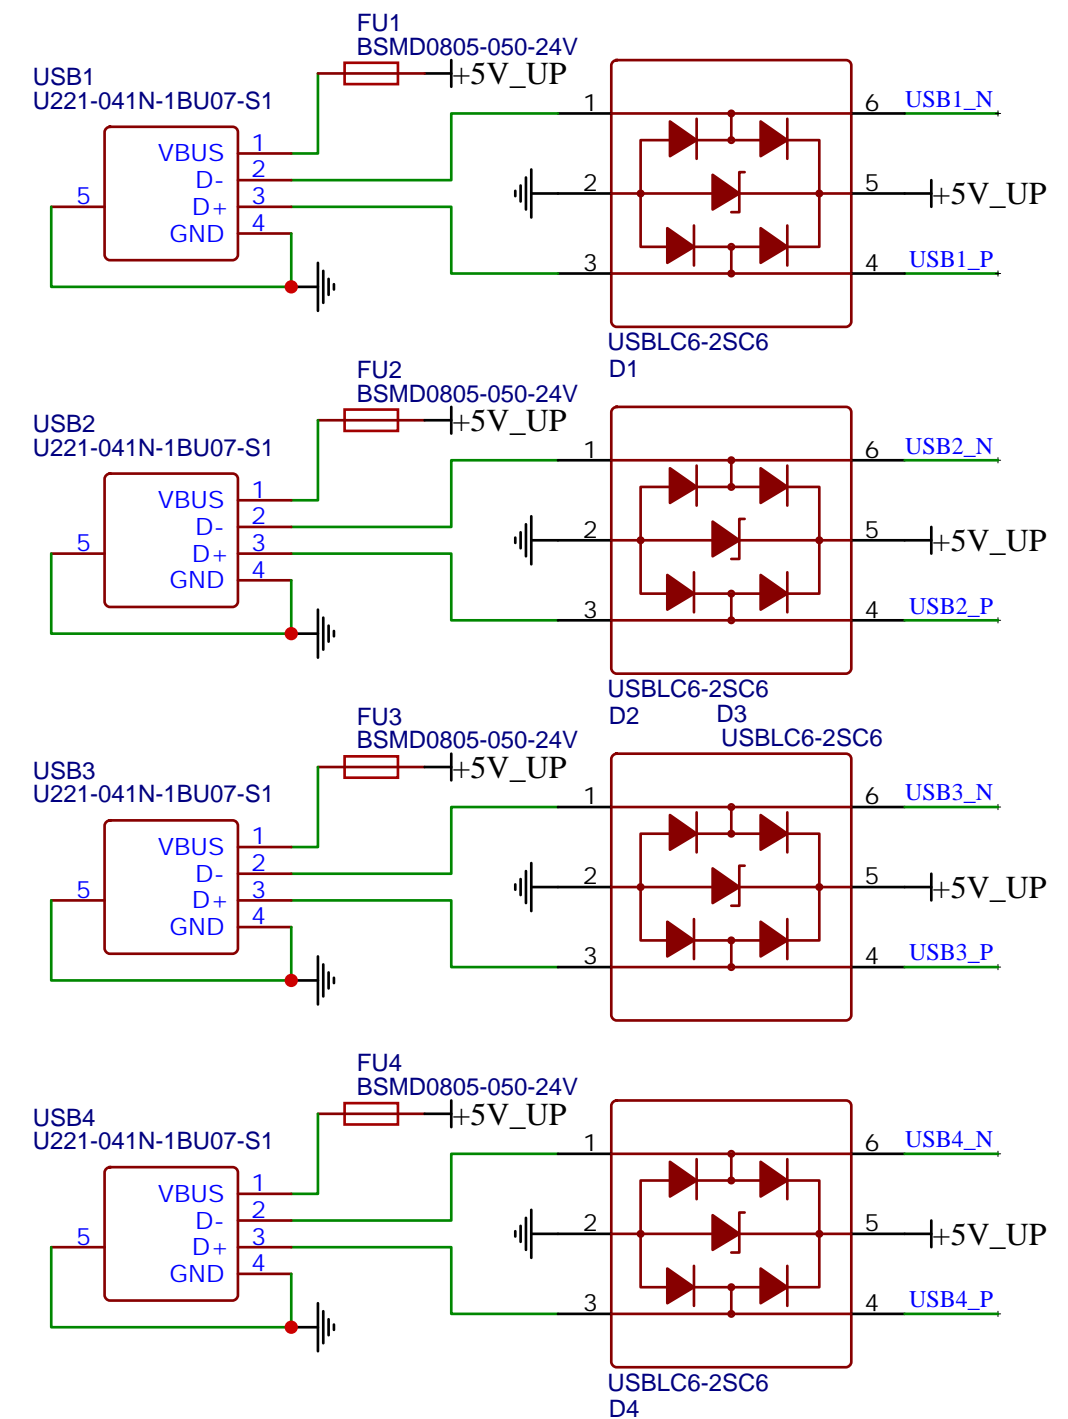 FU1
BSMD0805-050-24V
+5V_UP
USB1
U221-041N-1BU07-S1
VBUS 1
D- 2
D+ 3
GND 4
5
1
2
3
6 USB1_N
5 +5V_UP
4 USB1_P
USBLC6-2SC6
D1
FU2
BSMD0805-050-24V
+5V_UP
USB2
U221-041N-1BU07-S1
VBUS 1
D- 2
D+ 3
GND 4
5
1
2
3
6 USB2_N
5 +5V_UP
4 USB2_P
USBLC6-2SC6
D2
D3
USBLC6-2SC6
FU3
BSMD0805-050-24V
+5V_UP
USB3
U221-041N-1BU07-S1
VBUS 1
D- 2
D+ 3
GND 4
5
1
2
3
6 USB3_N
5 +5V_UP
4 USB3_P
FU4
BSMD0805-050-24V
+5V_UP
USB4
U221-041N-1BU07-S1
VBUS 1
D- 2
D+ 3
GND 4
5
1
2
3
6 USB4_N
5 +5V_UP
4 USB4_P
USBLC6-2SC6
D4